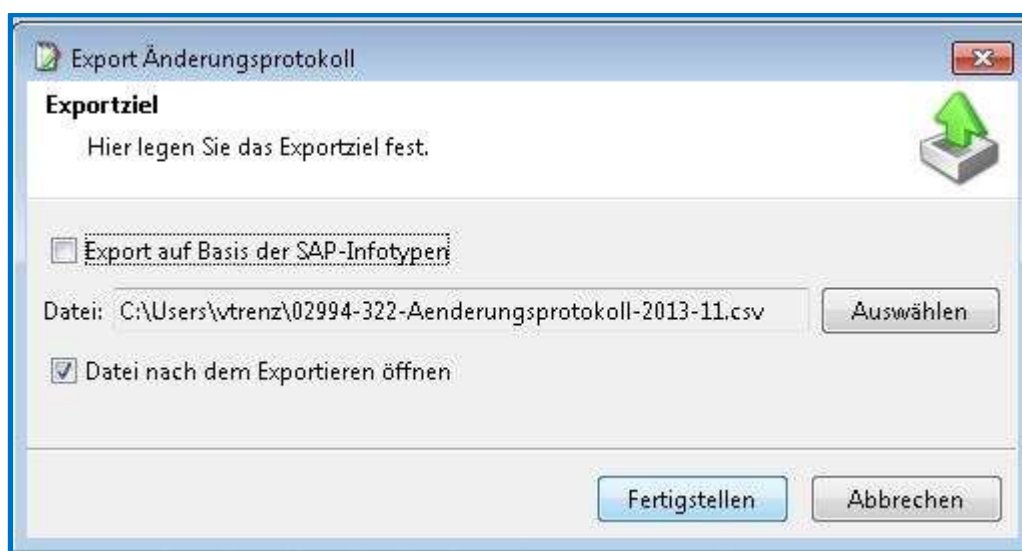 Export Änderungsprotokoll
Exportziel
Hier legen Sie das Exportziel fest.
Export auf Basis der SAP-Infotypen
Datei: C:\Users\vtrenz\02994-322-Aenderungsprotokoll-2013-11.csv Auswählen
Datei nach dem Exportieren öffnen
Fertigstellen Abbrechen